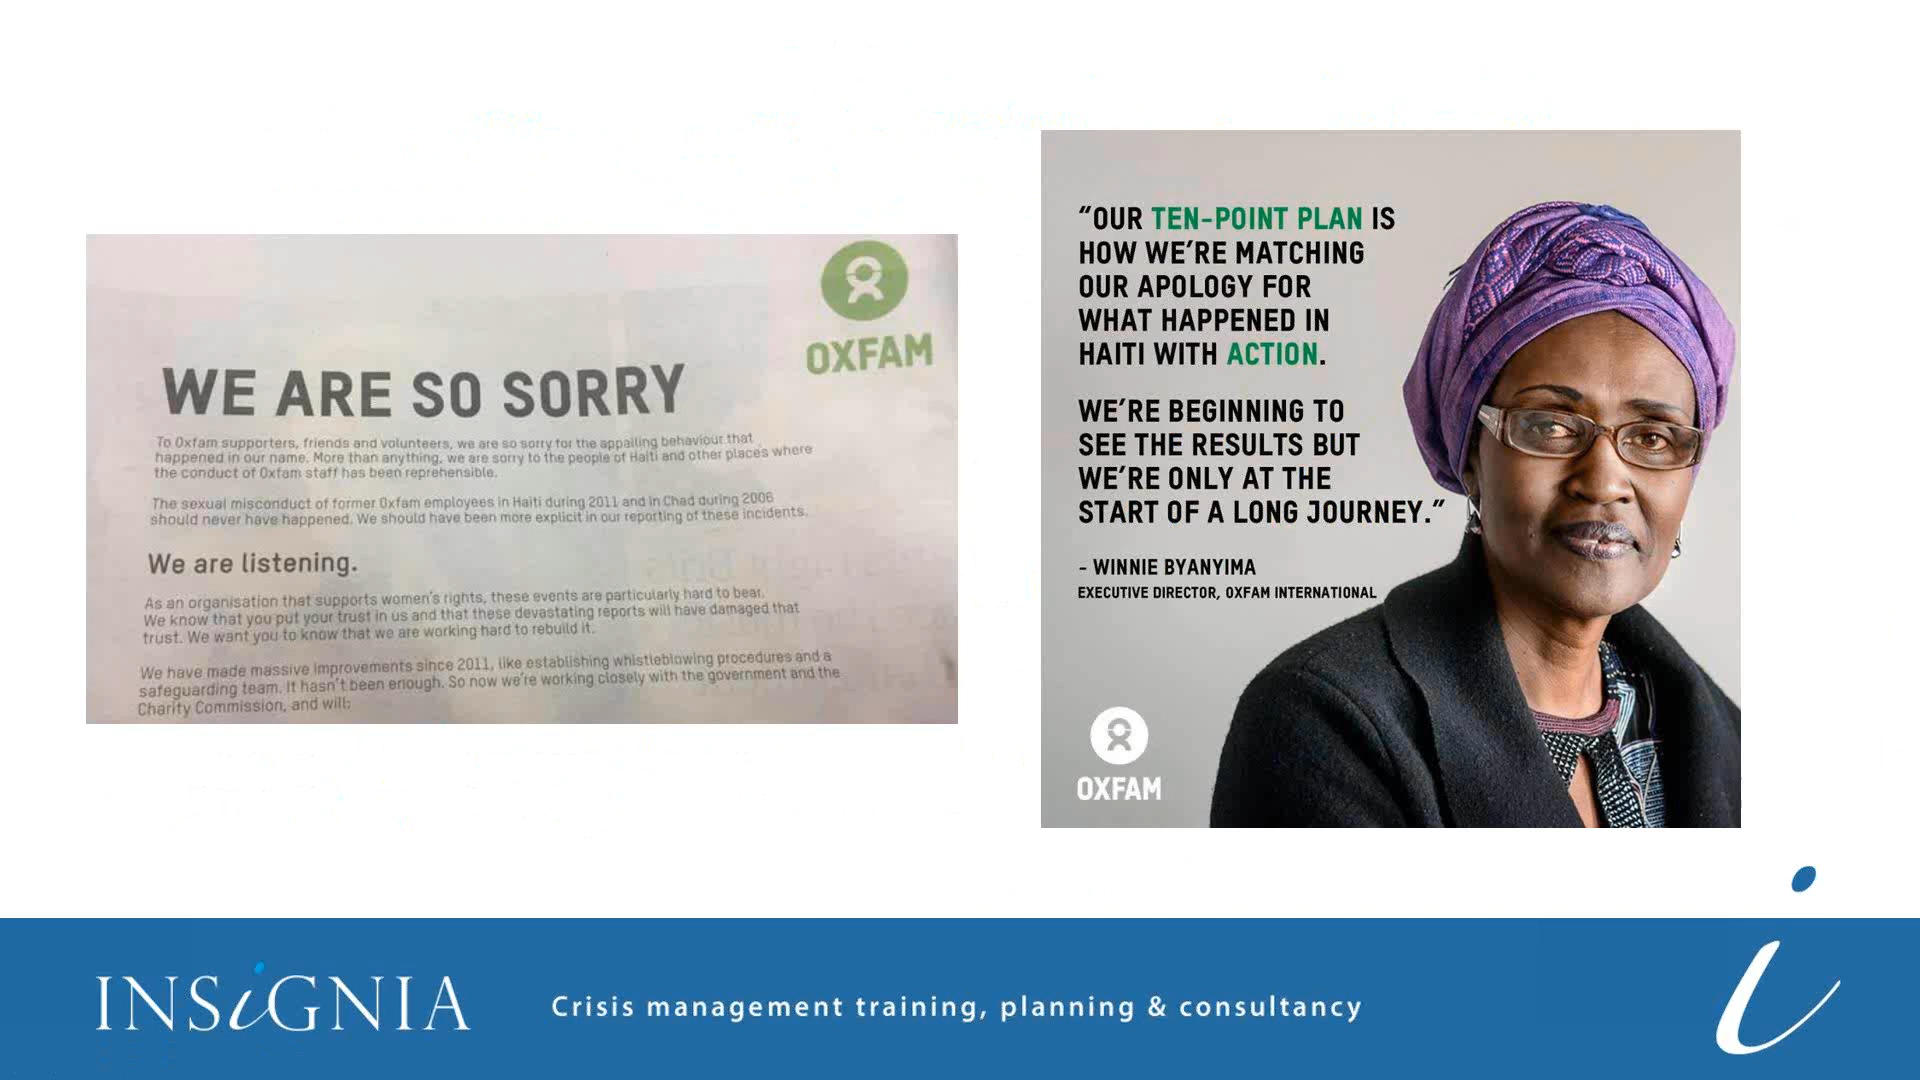 OXFAM
WE ARE SO SORRY
To Oxfam supporters, friends and volunteers, we are so sorry for the appalling behaviour that
happened in our name. More than anything, we are sorry to the people of Haiti and other places where
the conduct of Oxfam staff has been reprehensible.
The sexual misconduct of former Oxfam employees in Haiti during 2011 and in Chad during 2006
should never have happened. We should have been more explicit in our reporting of these incidents.
We are listening.
As an organisation that supports women's rights, these events are particularly hard to bear.
We know that you put your trust in us and that these devastating reports will have damaged that
trust. We want you to know that we are working hard to rebuild it.
We have made massive improvements since 2011, like establishing whistleblowing procedures and a
safeguarding team. It hasn't been enough. So now we're working closely with the government and the
Charity Commission, and will:
“OUR TEN-POINT PLAN IS
HOW WE'RE MATCHING
OUR APOLOGY FOR
WHAT HAPPENED IN
HAITI WITH ACTION.
WE'RE BEGINNING TO
SEE THE RESULTS BUT
WE'RE ONLY AT THE
START OF A LONG JOURNEY.”
- WINNIE BYANYIMA
EXECUTIVE DIRECTOR, OXFAM INTERNATIONAL
OXFAM
INSiGNIA
Crisis management training, planning & consultancy
i